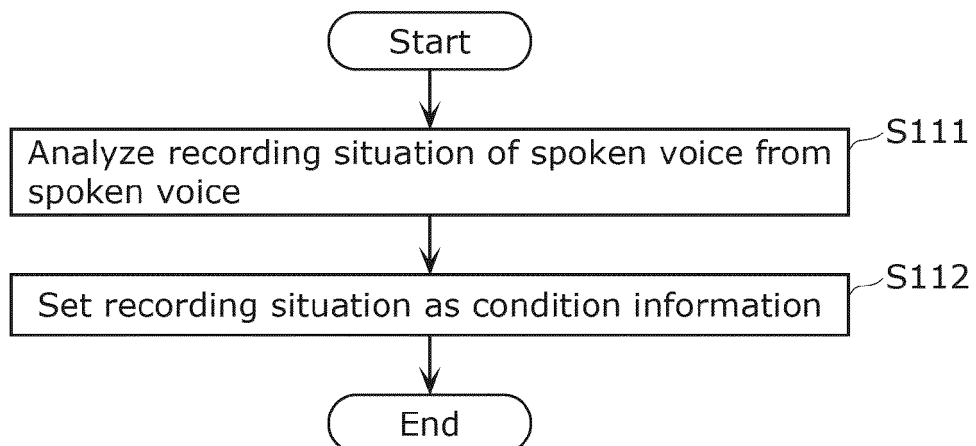 Start
S111
Analyze recording situation of spoken voice from
spoken voice
S112
Set recording situation as condition information
End